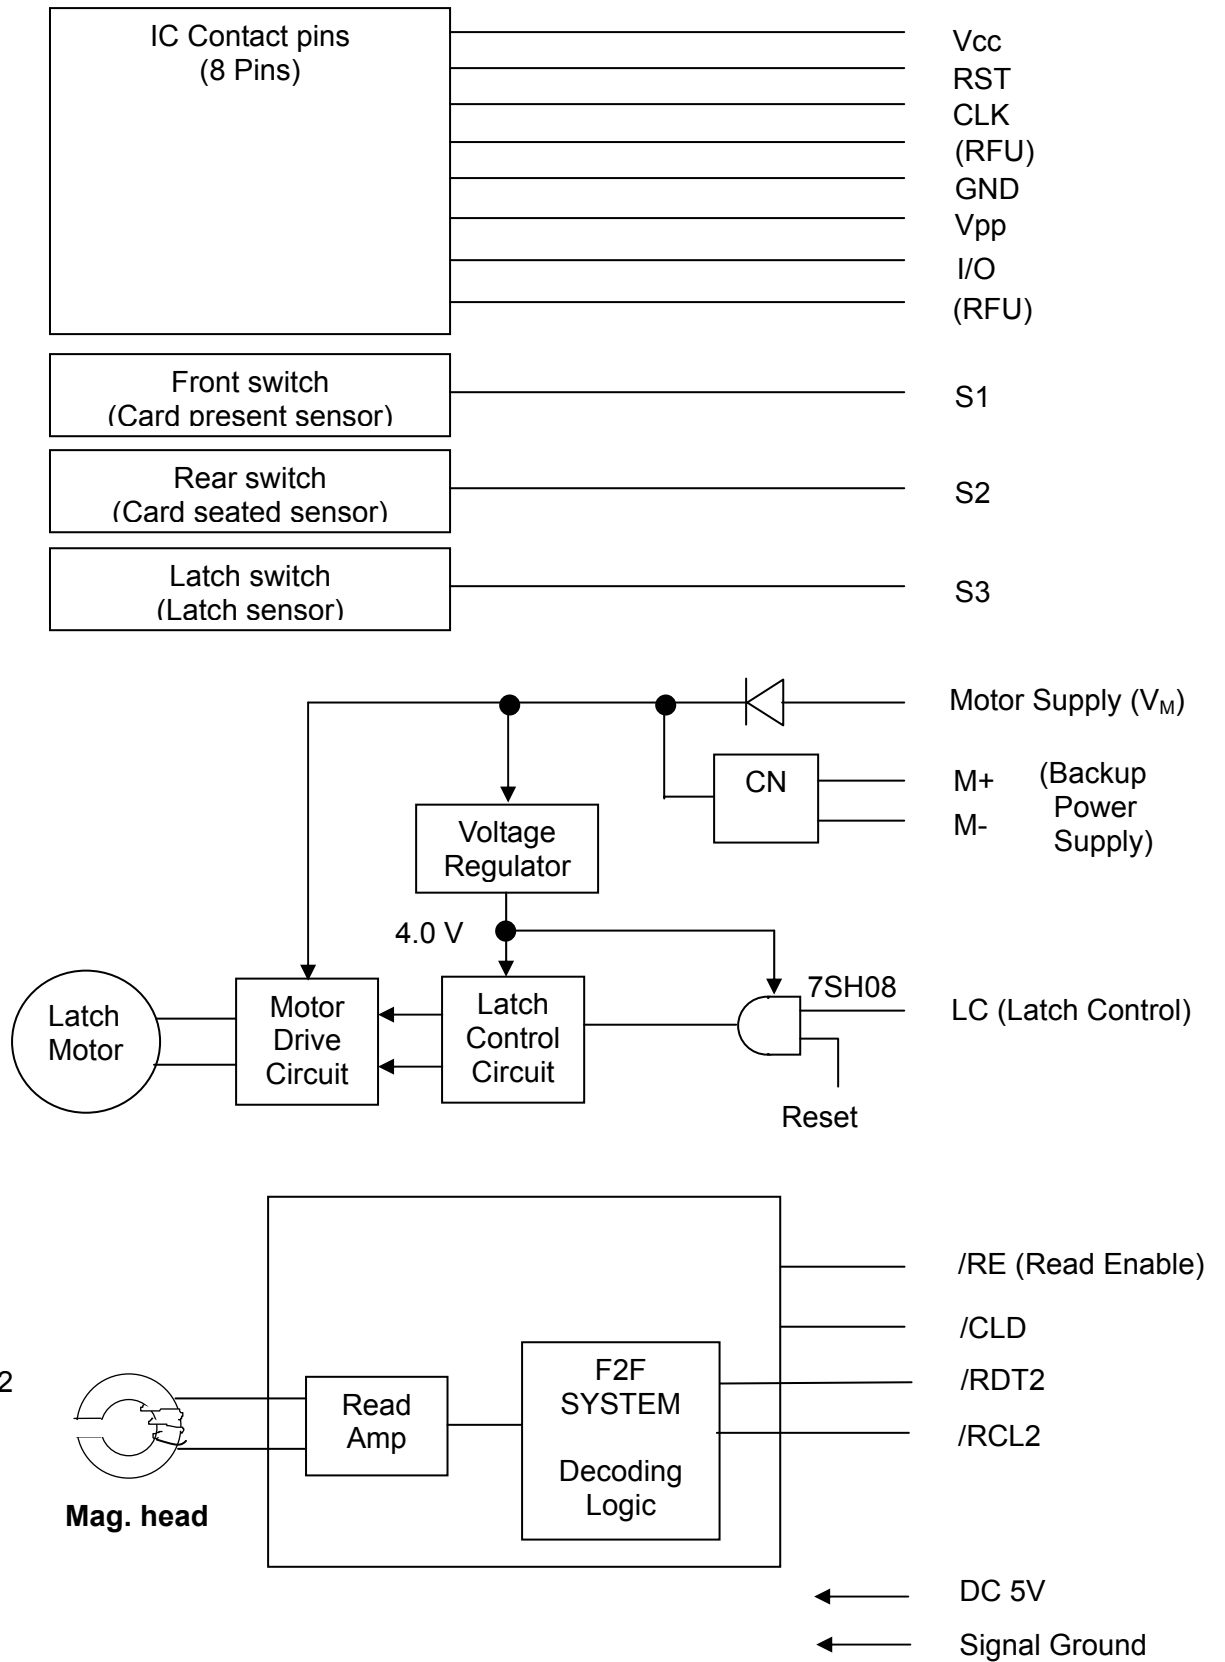 IC Contact pins
(8 Pins)
Vcc
RST
CLK
(RFU)
GND
Vpp
I/O
(RFU)
Front switch
(Card present sensor)
S1
Rear switch
(Card seated sensor)
S2
Latch switch
(Latch sensor)
S3
Motor Supply (VM)
CN
M+
M-
(Backup
Power
Supply)
Voltage
Regulator
4.0 V
Latch
Motor
Motor
Drive
Circuit
Latch
Control
Circuit
7SH08
LC (Latch Control)
Reset
/RE (Read Enable)
/CLD
2
Read
Amp
F2F
SYSTEM
Decoding
Logic
/RDT2
/RCL2
Mag. head
DC 5V
Signal Ground